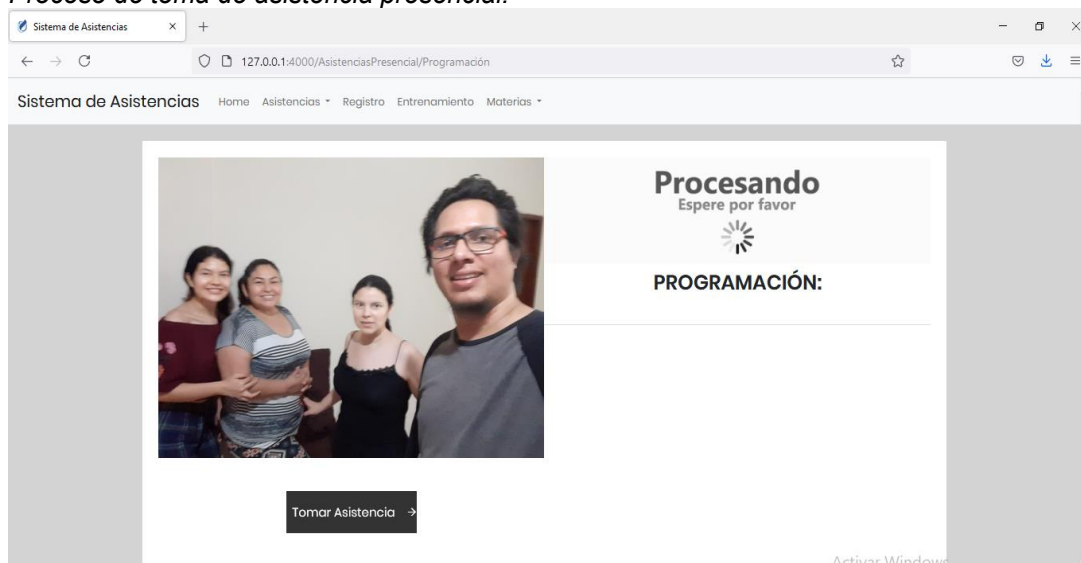 Proceso de toma de asistencia presencial.
Sistema de Asistencias
127.0.0.1:4000/AsistenciasPresencial/Programación
Sistema de Asistencias Home Asistencias Registro Entrenamiento Materias
Procesando
Espere por favor
PROGRAMACIÓN:
Tomar Asistencia
Activar Windows